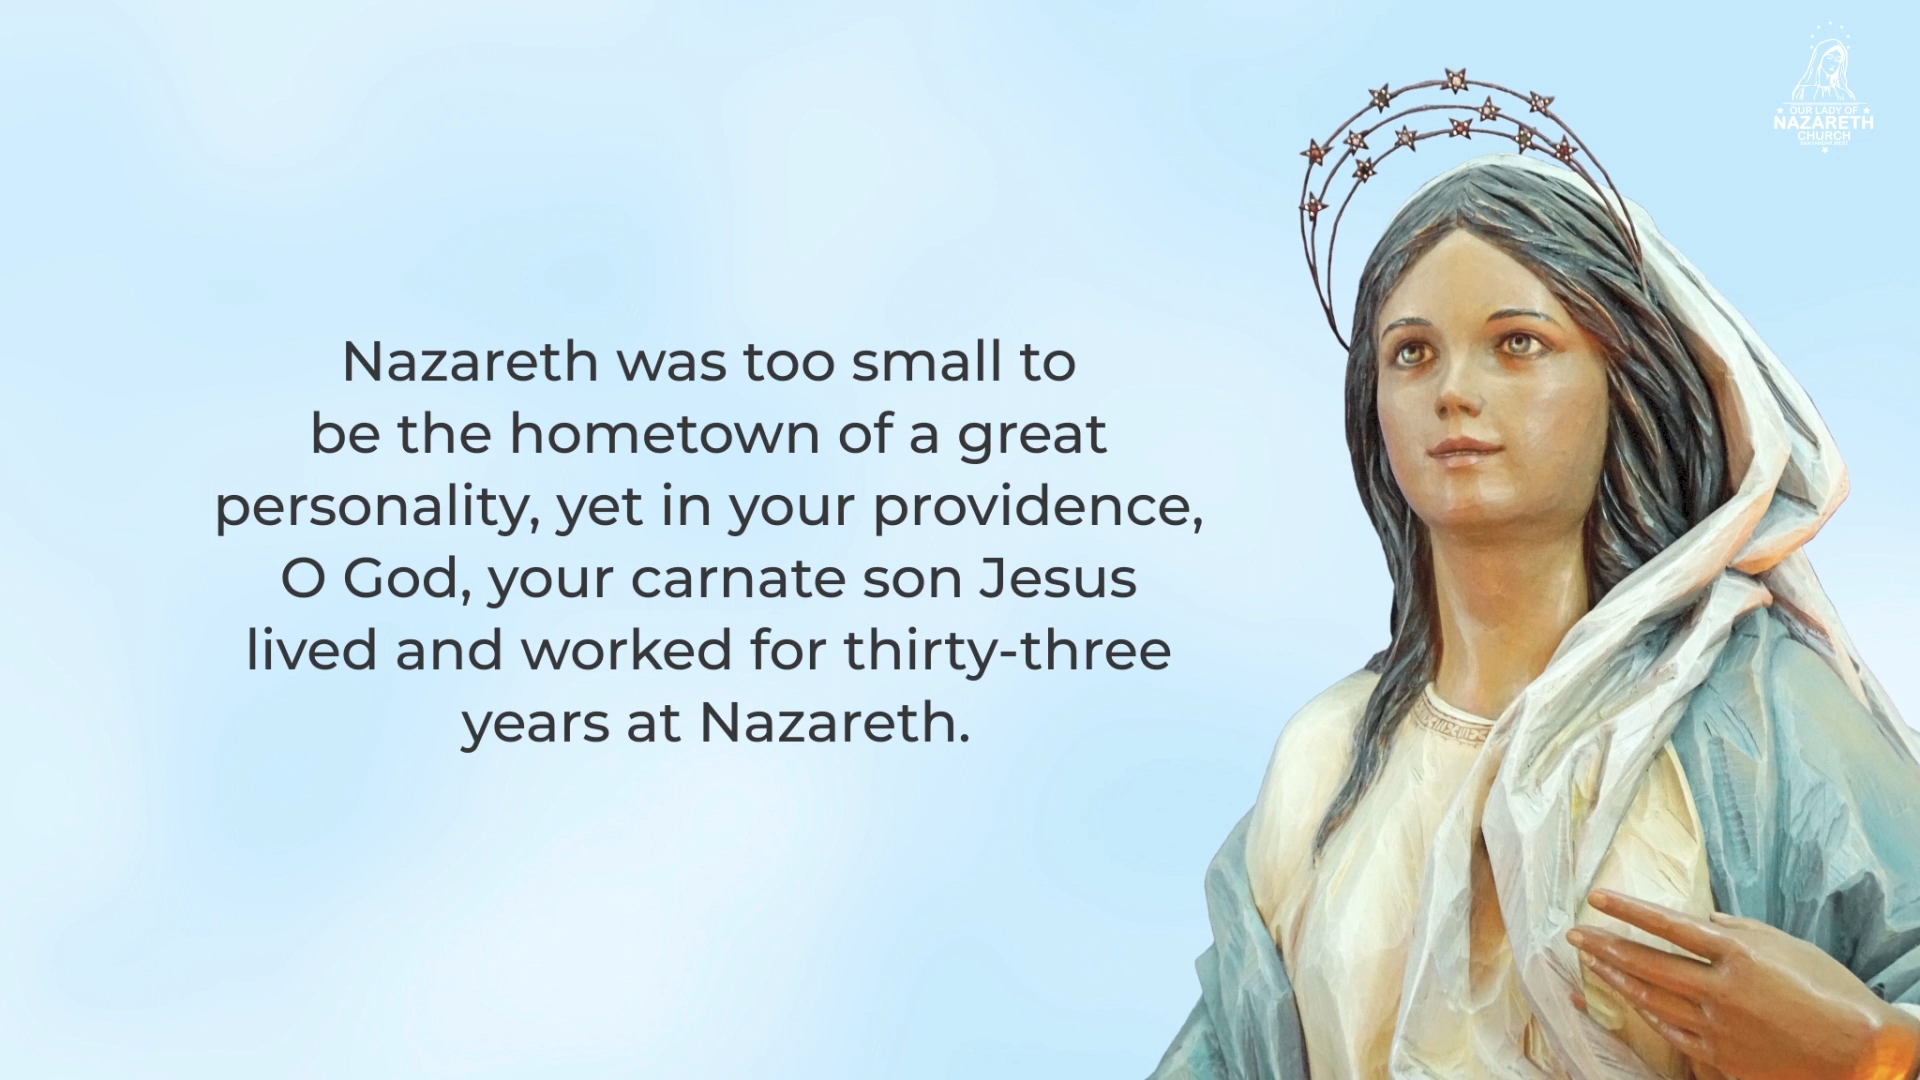 Nazareth was too small to
be the hometown of a great
personality, yet in your providence,
O God, your carnate son Jesus
lived and worked for thirty-three
years at Nazareth.
OUR LADY OF
NAZARETH
CHURCH